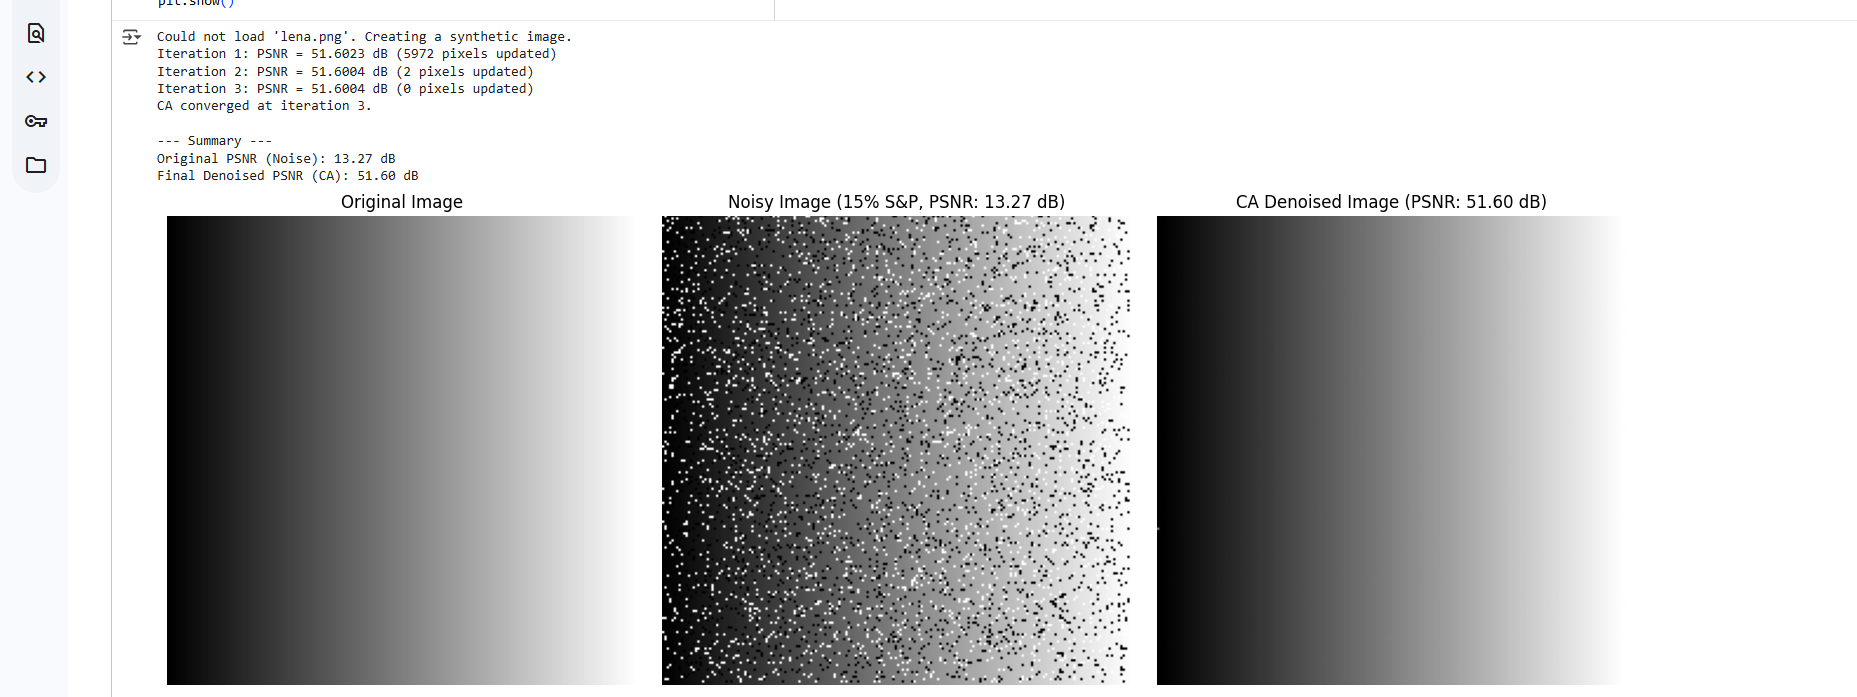 plt.show()
Could not load 'lena.png'. Creating a synthetic image.
Iteration 1: PSNR = 51.6023 dB (5972 pixels updated)
Iteration 2: PSNR = 51.6004 dB (2 pixels updated)
Iteration 3: PSNR = 51.6004 dB (0 pixels updated)
CA converged at iteration 3.
--- Summary ---
Original PSNR (Noise): 13.27 dB
Final Denoised PSNR (CA): 51.60 dB
Original Image
Noisy Image (15% S&P, PSNR: 13.27 dB)
CA Denoised Image (PSNR: 51.60 dB)